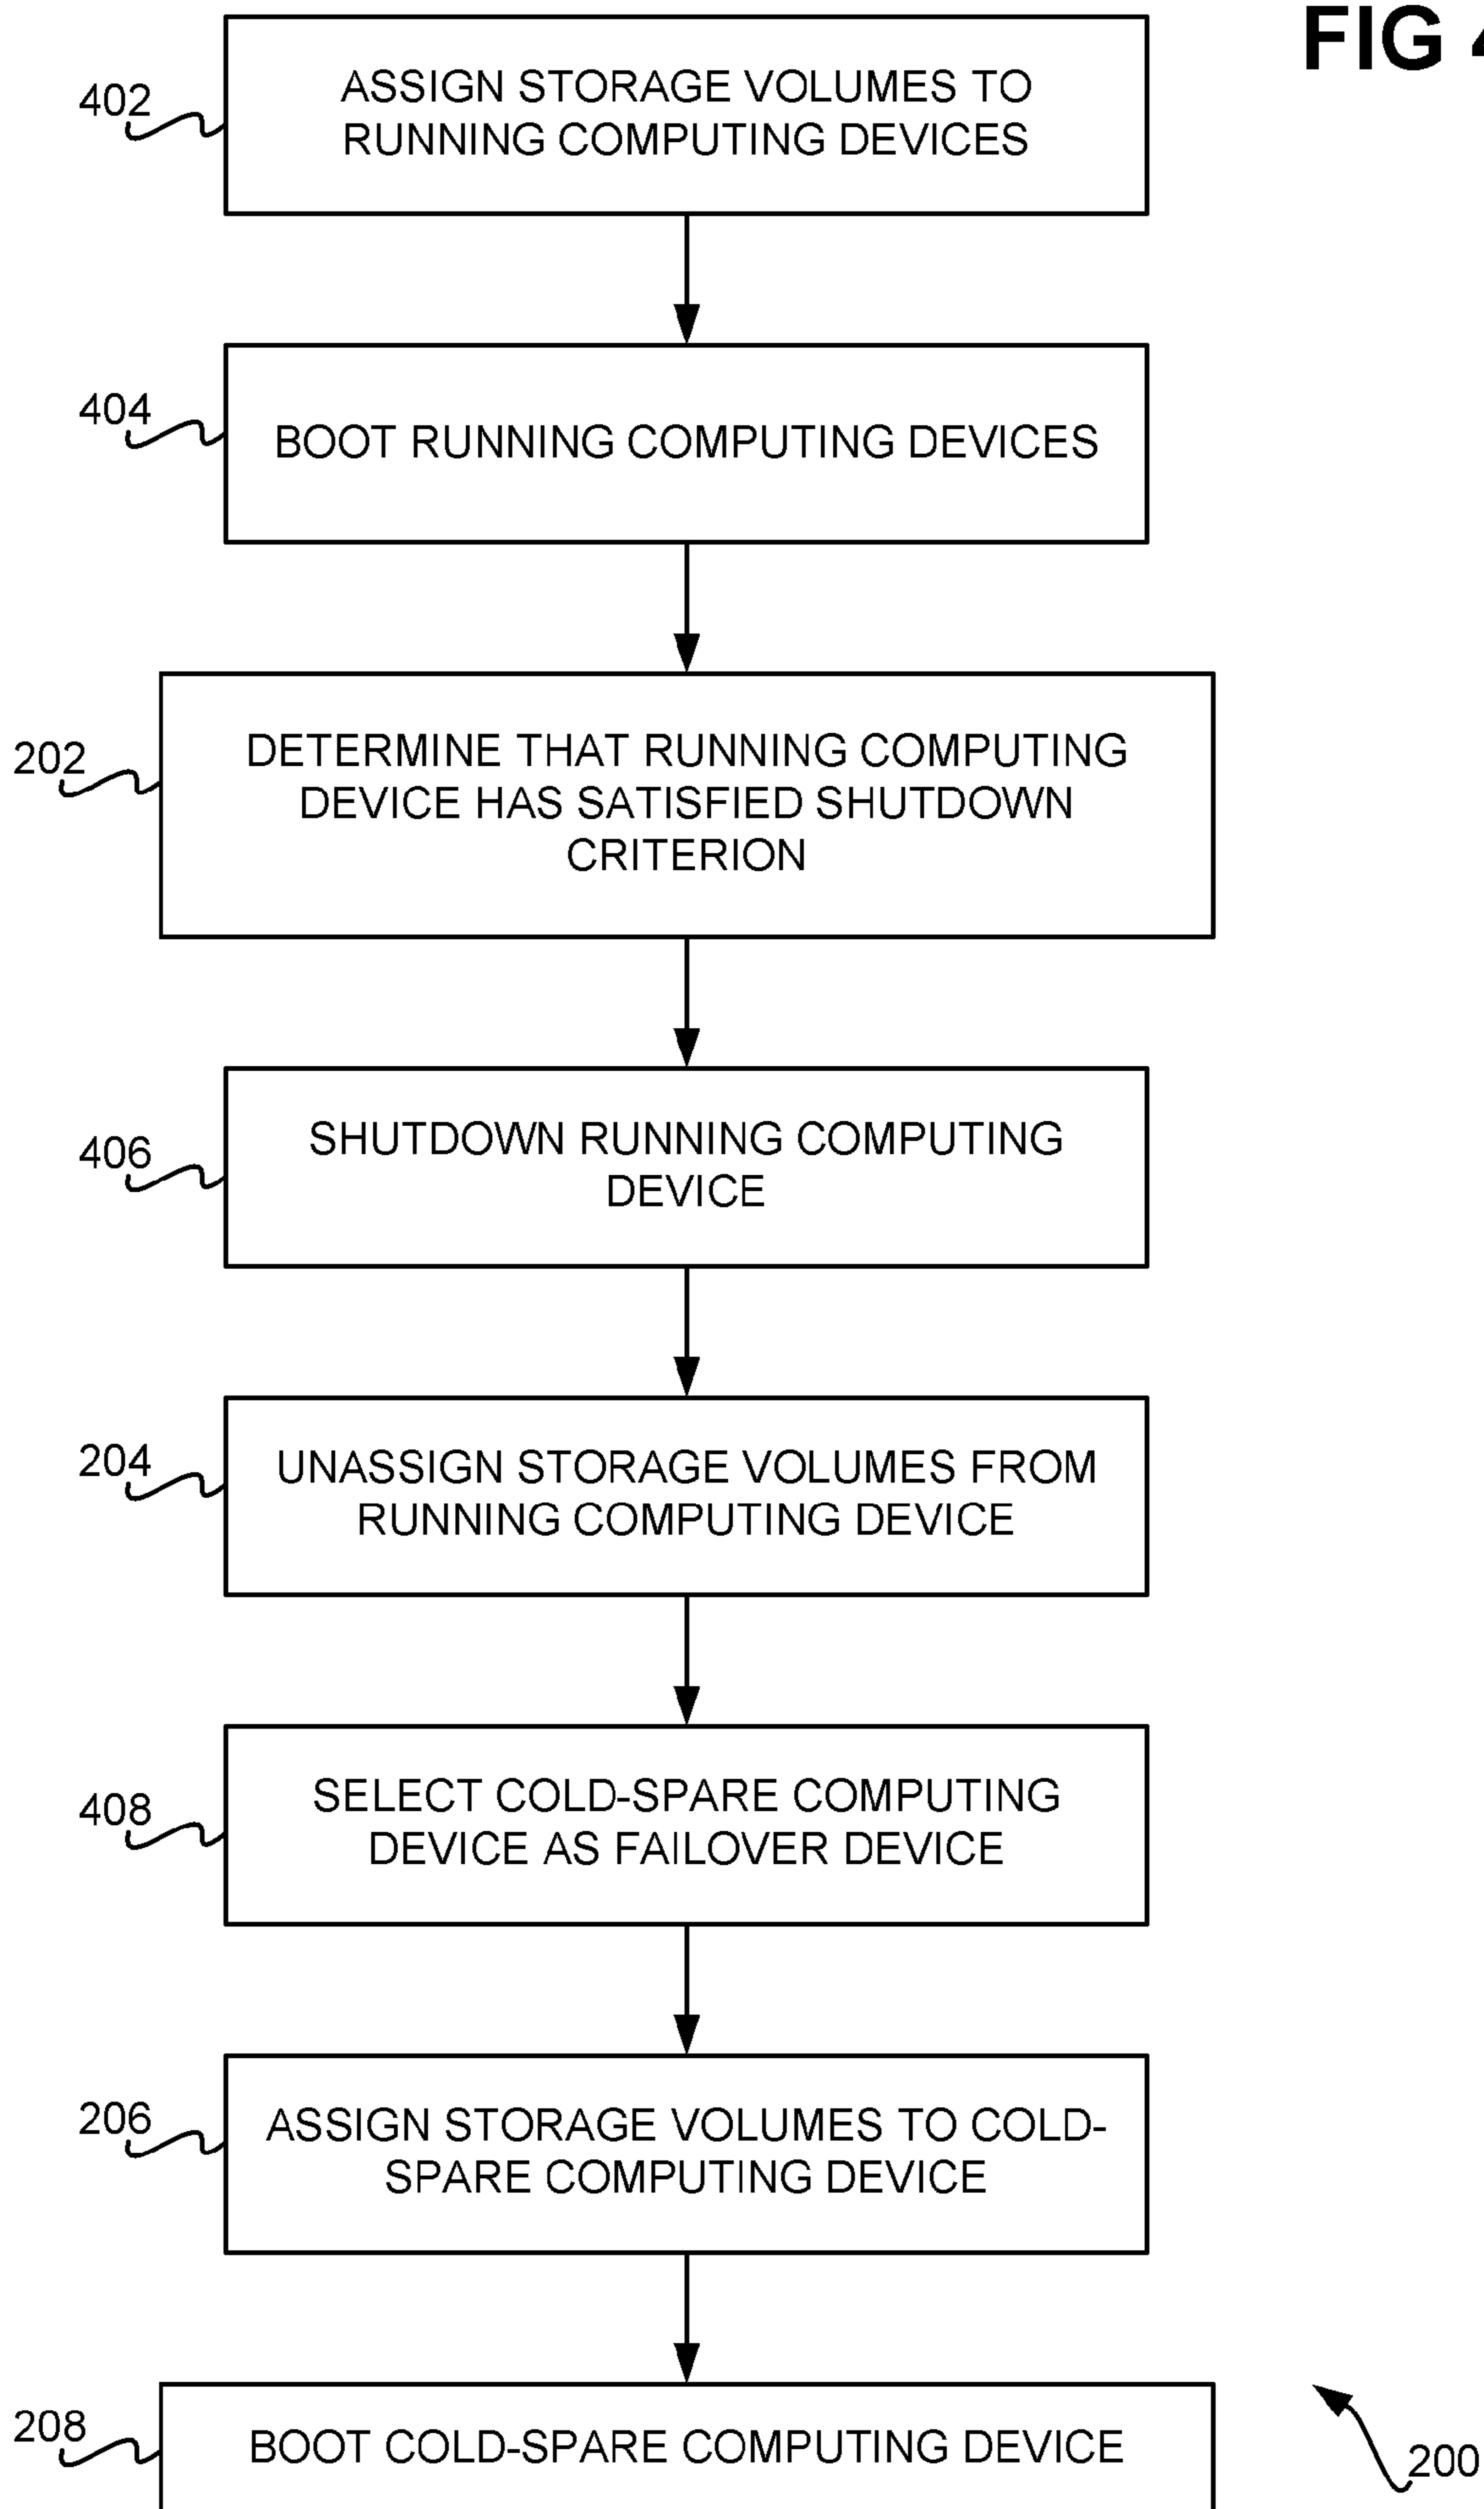 FIG 4
402
ASSIGN STORAGE VOLUMES TO
RUNNING COMPUTING DEVICES
404
BOOT RUNNING COMPUTING DEVICES
202
DETERMINE THAT RUNNING COMPUTING
DEVICE HAS SATISFIED SHUTDOWN
CRITERION
406
SHUTDOWN RUNNING COMPUTING
DEVICE
204
UNASSIGN STORAGE VOLUMES FROM
RUNNING COMPUTING DEVICE
408
SELECT COLD-SPARE COMPUTING
DEVICE AS FAILOVER DEVICE
206
ASSIGN STORAGE VOLUMES TO COLD-
SPARE COMPUTING DEVICE
208
BOOT COLD-SPARE COMPUTING DEVICE
200